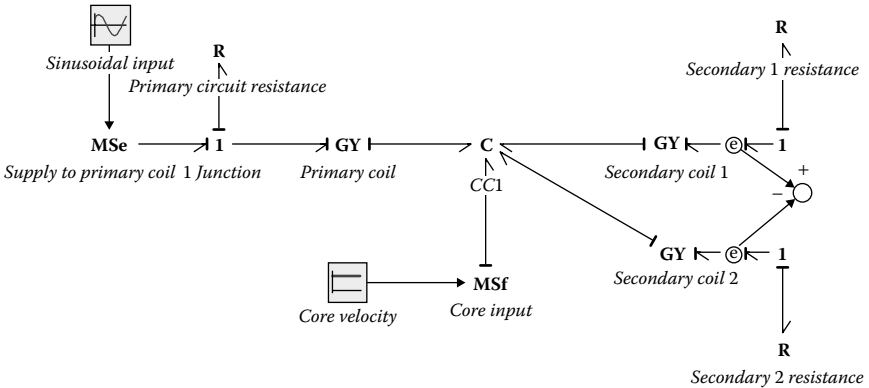 R
R
Sinusoidal input
Secondary 1 resistance
Primary circuit resistance
MSe 1 GY C GY e 1
Supply to primary coil 1 Junction Primary coil Secondary coil 1
+
CC1
−
GY e 1
Secondary coil 2
MSf
Core input
Core velocity
R
Secondary 2 resistance